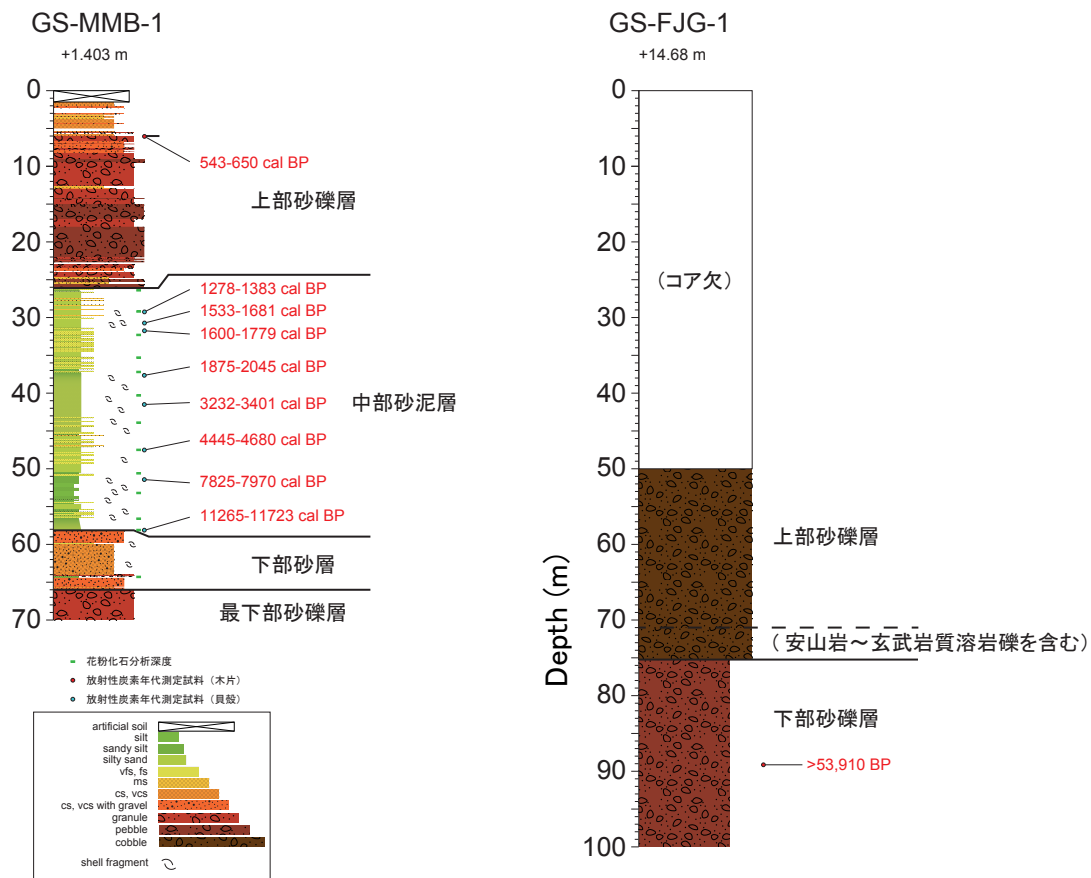 GS-MMB-1
+1.403 m
0
10
20
30
40
50
60
70
543-650 cal BP
上部砂礫層
1278-1383 cal BP
1533-1681 cal BP
1600-1779 cal BP
1875-2045 cal BP
3232-3401 cal BP
中部砂泥層
4445-4680 cal BP
7825-7970 cal BP
11265-11723 cal BP
下部砂層
最下部砂礫層
花粉化石分析深度
放射性炭素年代測定試料（木片）
放射性炭素年代測定試料（貝殻）
artificial soil
silt
sandy silt
silty sand
vfs, fs
ms
cs, vcs
cs, vcs with gravel
granule
pebble
cobble
shell fragment
GS-FJG-1
+14.68 m
Depth (m)
0
10
20
30
40
50
60
70
80
90
100
（コア欠）
上部砂礫層
（安山岩～玄武岩質溶岩礫を含む）
下部砂礫層
>53,910 BP